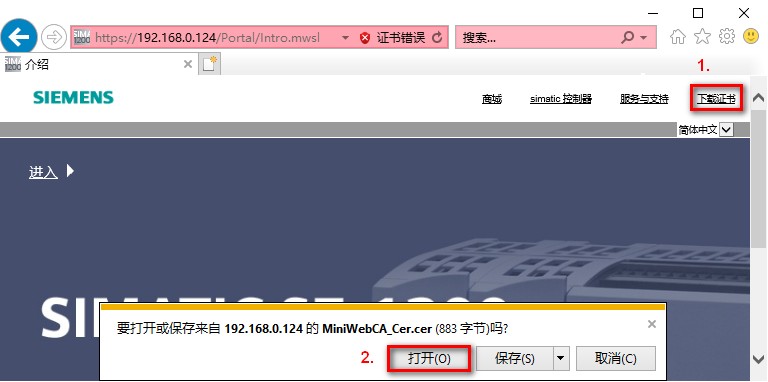 https://192.168.0.124/Portal/Intro.mwsl
证书错误
搜索...
介绍
1.
SIEMENS
商城
simatic 控制器
服务与支持
下载证书
简体中文
进入
要打开或保存来自 192.168.0.124 的 MiniWebCA_Cer.cer (883 字节)吗?
2.
打开(O)
保存(S)
取消(C)